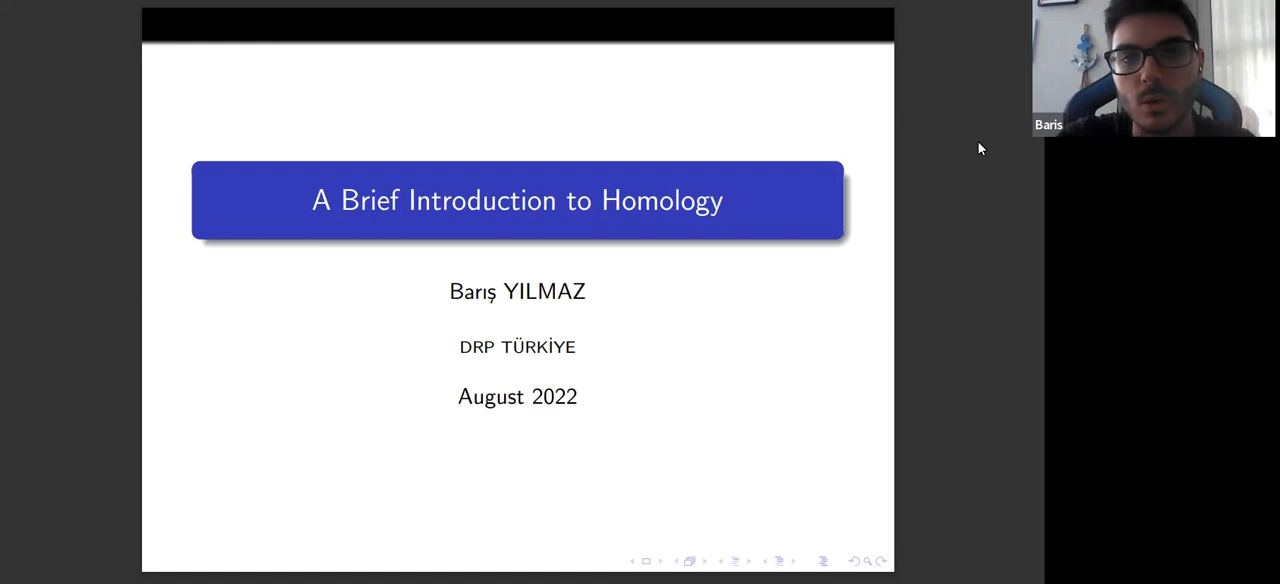 A Brief Introduction to Homology
Barış YILMAZ
DRP TÜRKİYE
August 2022
Baris